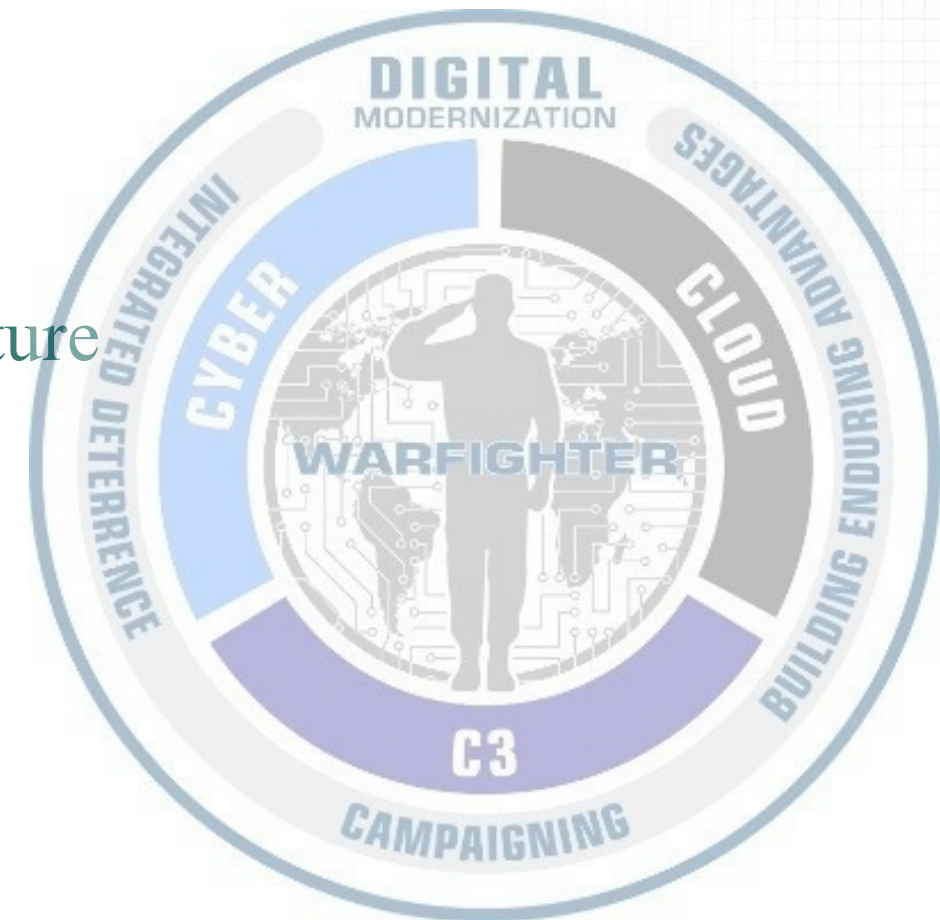 DIGITAL
MODERNIZATION
INTEGRATED DETERRENCE
BUILDING ENDURING ADVANTAGES
CYBER
CLOUD
ture
WARFIGHTER
C3
CAMPAIGNING